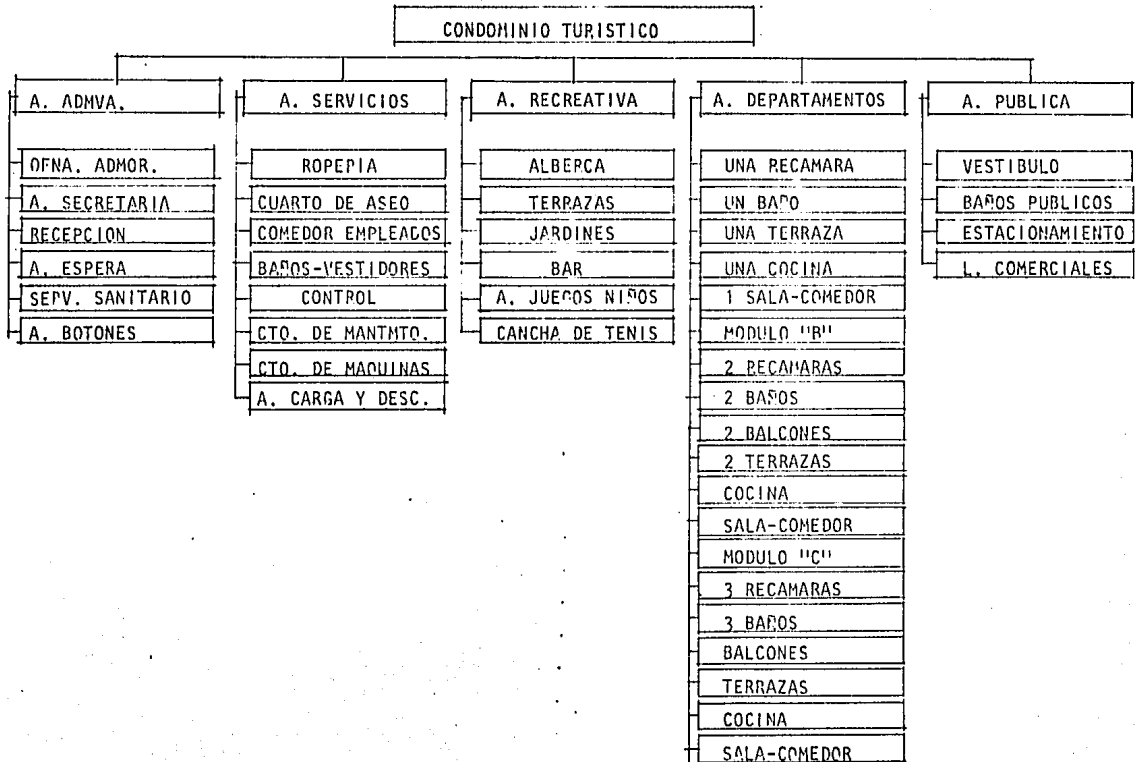 CONDOMINIO TURISTICO
A. ADMVA.
OFNA. ADMOR.
A. SECRETARIA
RECEPCION
A. ESPERA
SERV. SANITARIO
A. BOTONES
A. SERVICIOS
ROPERIA
CUARTO DE ASEO
COMEDOR EMPLEADOS
BAÑOS-VESTIDORES
CONTROL
CTO. DE MANTMTO.
CTO. DE MAQUINAS
A. CARGA Y DESC.
A. RECREATIVA
ALBERCA
TERRAZAS
JARDINES
BAR
A. JUEGOS NIÑOS
CANCHA DE TENIS
A. DEPARTAMENTOS
UNA RECAMARA
UN BAÑO
UNA TERRAZA
UNA COCINA
1 SALA-COMEDOR
MODULO "B"
2 RECAMARAS
2 BAÑOS
2 BALCONES
2 TERRAZAS
COCINA
SALA-COMEDOR
MODULO "C"
3 RECAMARAS
3 BAÑOS
BALCONES
TERRAZAS
COCINA
SALA-COMEDOR
A. PUBLICA
VESTIBULO
BAÑOS PUBLICOS
ESTACIONAMIENTO
L. COMERCIALES